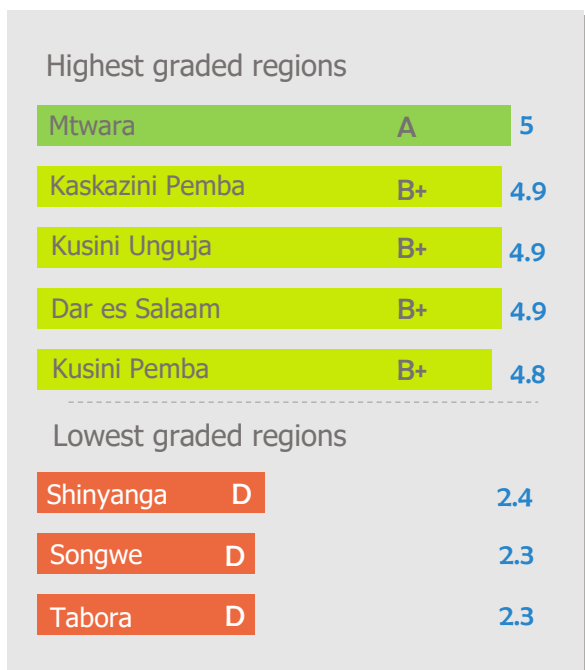 Highest graded regions
Mtwara A 5
Kaskazini Pemba B+ 4.9
Kusini Unguja B+ 4.9
Dar es Salaam B+ 4.9
Kusini Pemba B+ 4.8
Lowest graded regions
Shinyanga D 2.4
Songwe D 2.3
Tabora D 2.3